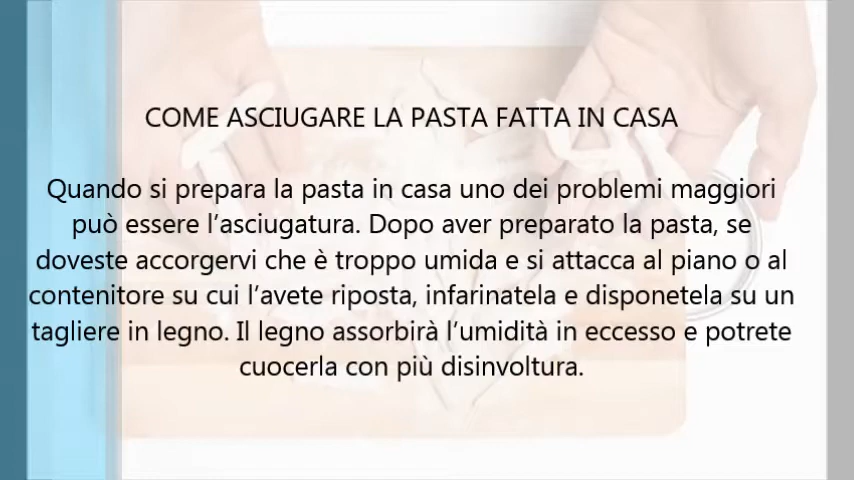 COME ASCIUGARE LA PASTA FATTA IN CASA
Quando si prepara la pasta in casa uno dei problemi maggiori
può essere l’asciugatura. Dopo aver preparato la pasta, se
doveste accorgervi che è troppo umida e si attacca al piano o al
contenitore su cui l’avete riposta, infarinatela e disponetela su un
tagliere in legno. Il legno assorbirà l’umidità in eccesso e potrete
cuocerla con più disinvoltura.